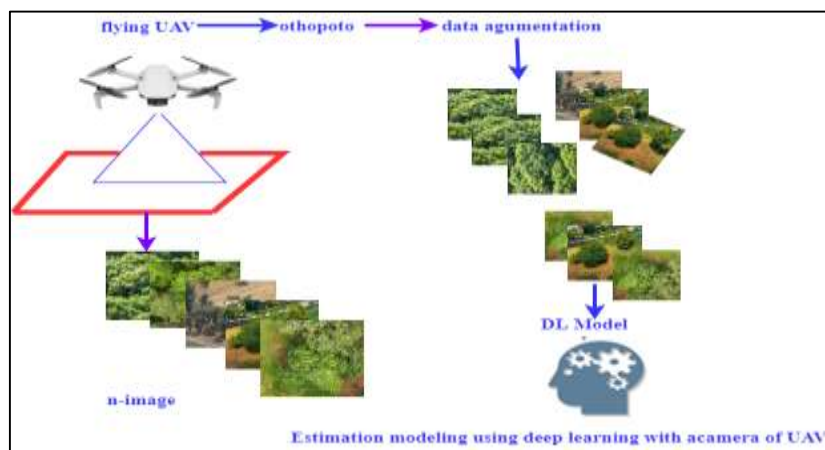 flying UAV
othopoto
data agumentation
DL Model
n-image
Estimation modeling using deep learning with acamera of UAV